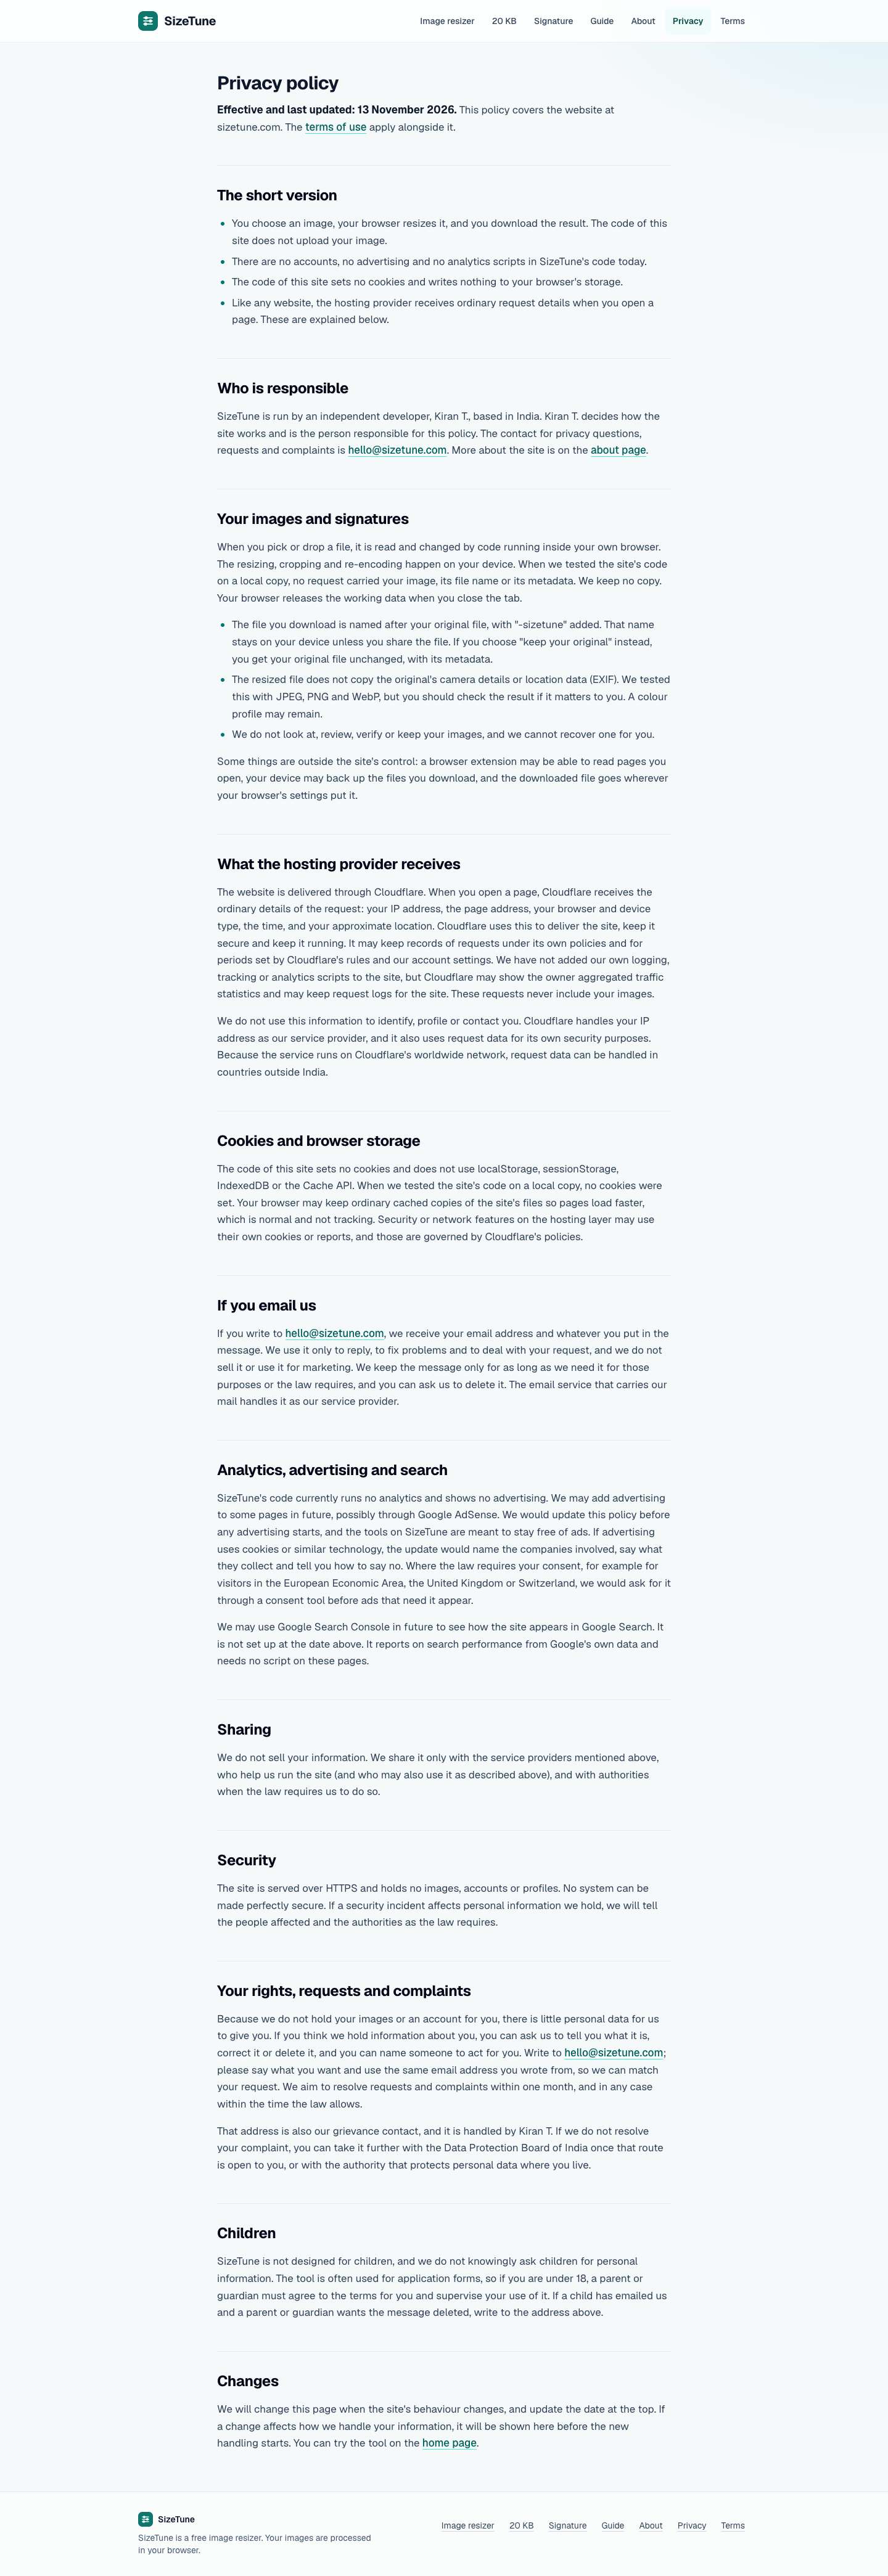 SizeTune
Image resizer 20 KB Signature Guide About Privacy Terms
Privacy policy
Effective and last updated: 13 November 2026. This policy covers the website at
sizetune.com. The terms of use apply alongside it.
The short version
• You choose an image, your browser resizes it, and you download the result. The code of this
site does not upload your image.
• There are no accounts, no advertising and no analytics scripts in SizeTune's code today.
• The code of this site sets no cookies and writes nothing to your browser's storage.
• Like any website, the hosting provider receives ordinary request details when you open a
page. These are explained below.
Who is responsible
SizeTune is run by an independent developer, Kiran T., based in India. Kiran T. decides how the
site works and is the person responsible for this policy. The contact for privacy questions,
requests and complaints is hello@sizetune.com. More about the site is on the about page.
Your images and signatures
When you pick or drop a file, it is read and changed by code running inside your own browser.
The resizing, cropping and re-encoding happen on your device. When we tested the site's code
on a local copy, no request carried your image, its file name or its metadata. We keep no copy.
Your browser releases the working data when you close the tab.
• The file you download is named after your original file, with "-sizetune" added. That name
stays on your device unless you share the file. If you choose "keep your original" instead,
you get your original file unchanged, with its metadata.
• The resized file does not copy the original's camera details or location data (EXIF). We tested
this with JPEG, PNG and WebP, but you should check the result if it matters to you. A colour
profile may remain.
• We do not look at, review, verify or keep your images, and we cannot recover one for you.
Some things are outside the site's control: a browser extension may be able to read pages you
open, your device may back up the files you download, and the downloaded file goes wherever
your browser's settings put it.
What the hosting provider receives
The website is delivered through Cloudflare. When you open a page, Cloudflare receives the
ordinary details of the request: your IP address, the page address, your browser and device
type, the time, and your approximate location. Cloudflare uses this to deliver the site, keep it
secure and keep it running. It may keep records of requests under its own policies and for
periods set by Cloudflare's rules and our account settings. We have not added our own logging,
tracking or analytics scripts to the site, but Cloudflare may show the owner aggregated traffic
statistics and may keep request logs for the site. These requests never include your images.
We do not use this information to identify, profile or contact you. Cloudflare handles your IP
address as our service provider, and it also uses request data for its own security purposes.
Because the service runs on Cloudflare's worldwide network, request data can be handled in
countries outside India.
Cookies and browser storage
The code of this site sets no cookies and does not use localStorage, sessionStorage,
IndexedDB or the Cache API. When we tested the site's code on a local copy, no cookies were
set. Your browser may keep ordinary cached copies of the site's files so pages load faster,
which is normal and not tracking. Security or network features on the hosting layer may use
their own cookies or reports, and those are governed by Cloudflare's policies.
If you email us
If you write to hello@sizetune.com, we receive your email address and whatever you put in the
message. We use it only to reply, to fix problems and to deal with your request, and we do not
sell it or use it for marketing. We keep the message only for as long as we need it for those
purposes or the law requires, and you can ask us to delete it. The email service that carries our
mail handles it as our service provider.
Analytics, advertising and search
SizeTune's code currently runs no analytics and shows no advertising. We may add advertising
to some pages in future, possibly through Google AdSense. We would update this policy before
any advertising starts, and the tools on SizeTune are meant to stay free of ads. If advertising
uses cookies or similar technology, the update would name the companies involved, say what
they collect and tell you how to say no. Where the law requires your consent, for example for
visitors in the European Economic Area, the United Kingdom or Switzerland, we would ask for it
through a consent tool before ads that need it appear.
We may use Google Search Console in future to see how the site appears in Google Search. It
is not set up at the date above. It reports on search performance from Google's own data and
needs no script on these pages.
Sharing
We do not sell your information. We share it only with the service providers mentioned above,
who help us run the site (and who may also use it as described above), and with authorities
when the law requires us to do so.
Security
The site is served over HTTPS and holds no images, accounts or profiles. No system can be
made perfectly secure. If a security incident affects personal information we hold, we will tell
the people affected and the authorities as the law requires.
Your rights, requests and complaints
Because we do not hold your images or an account for you, there is little personal data for us
to give you. If you think we hold information about you, you can ask us to tell you what it is,
correct it or delete it, and you can name someone to act for you. Write to hello@sizetune.com;
please say what you want and use the same email address you wrote from, so we can match
your request. We aim to resolve requests and complaints within one month, and in any case
within the time the law allows.
That address is also our grievance contact, and it is handled by Kiran T. If we do not resolve
your complaint, you can take it further with the Data Protection Board of India once that route
is open to you, or with the authority that protects personal data where you live.
Children
SizeTune is not designed for children, and we do not knowingly ask children for personal
information. The tool is often used for application forms, so if you are under 18, a parent or
guardian must agree to the terms for you and supervise your use of it. If a child has emailed us
and a parent or guardian wants the message deleted, write to the address above.
Changes
We will change this page when the site's behaviour changes, and update the date at the top. If
a change affects how we handle your information, it will be shown here before the new
handling starts. You can try the tool on the home page.
SizeTune
SizeTune is a free image resizer. Your images are processed
in your browser.
Image resizer 20 KB Signature Guide About Privacy Terms